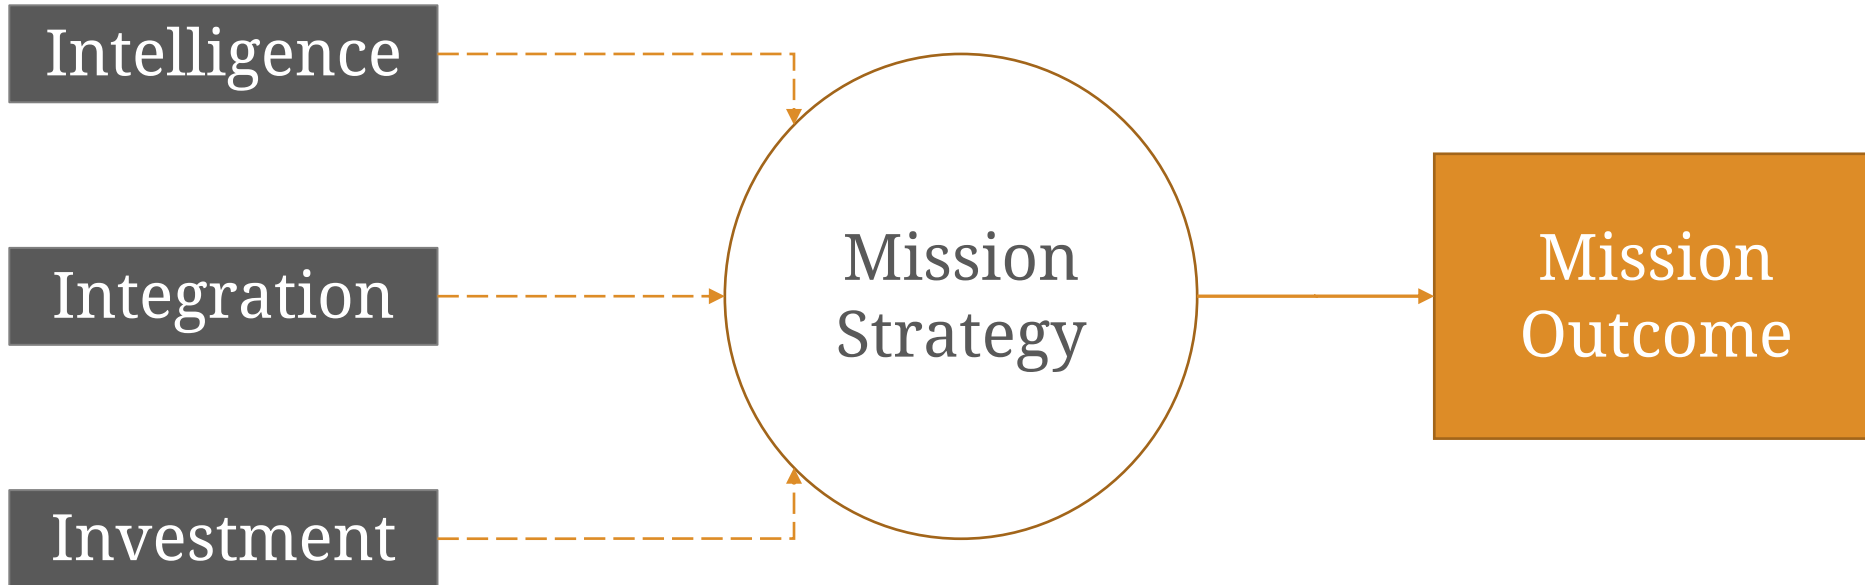 Intelligence
Integration
Investment
Mission
Strategy
Mission
Outcome